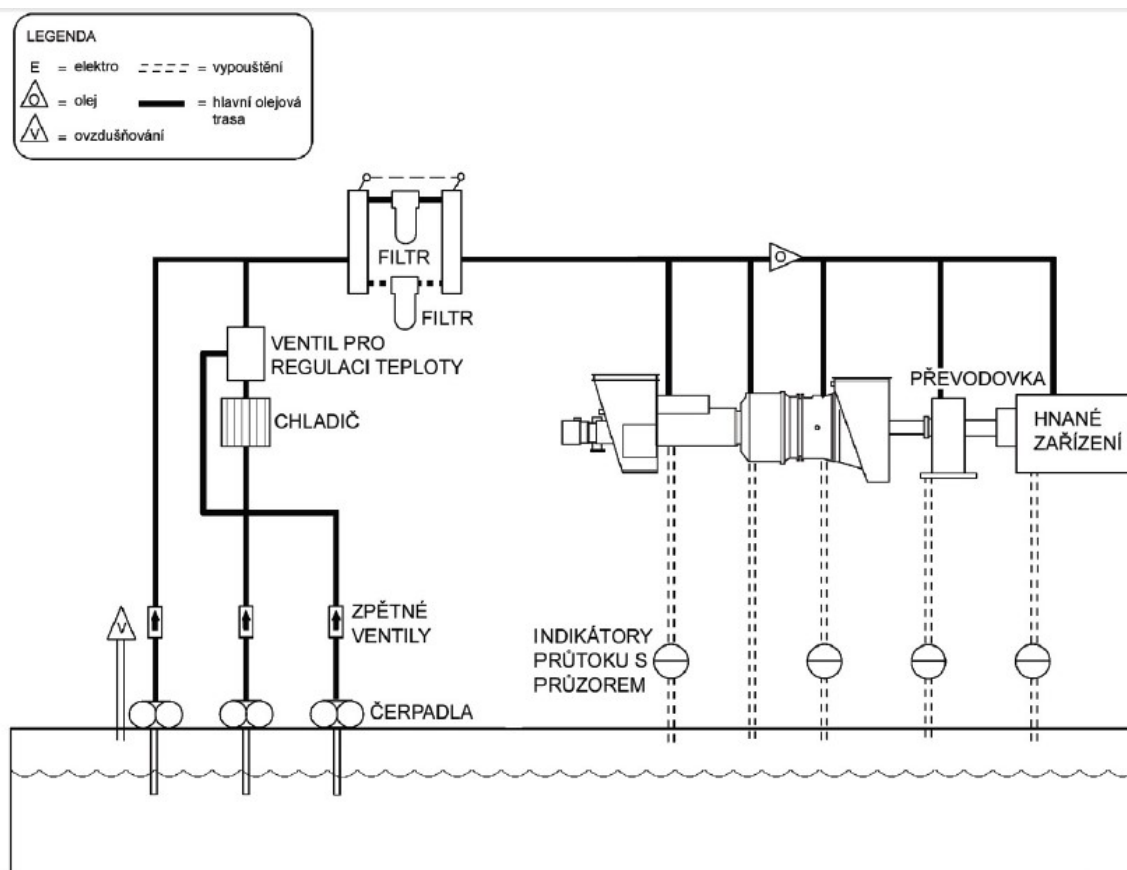 LEGENDA
E = elektro
= vypouštění
O = olej
= hlavní olejová
trasa
V = ovzdušňování
FILTR
FILTR
O
VENTIL PRO
REGULACI TEPLOTY
CHLADIČ
PŘEVODOVKA
HNANÉ
ZAŘÍZENÍ
V
ZPĚTNÉ
VENTILY
INDIKÁTORY
PRŮTOKU S
PRŮZOREM
ČERPADLA